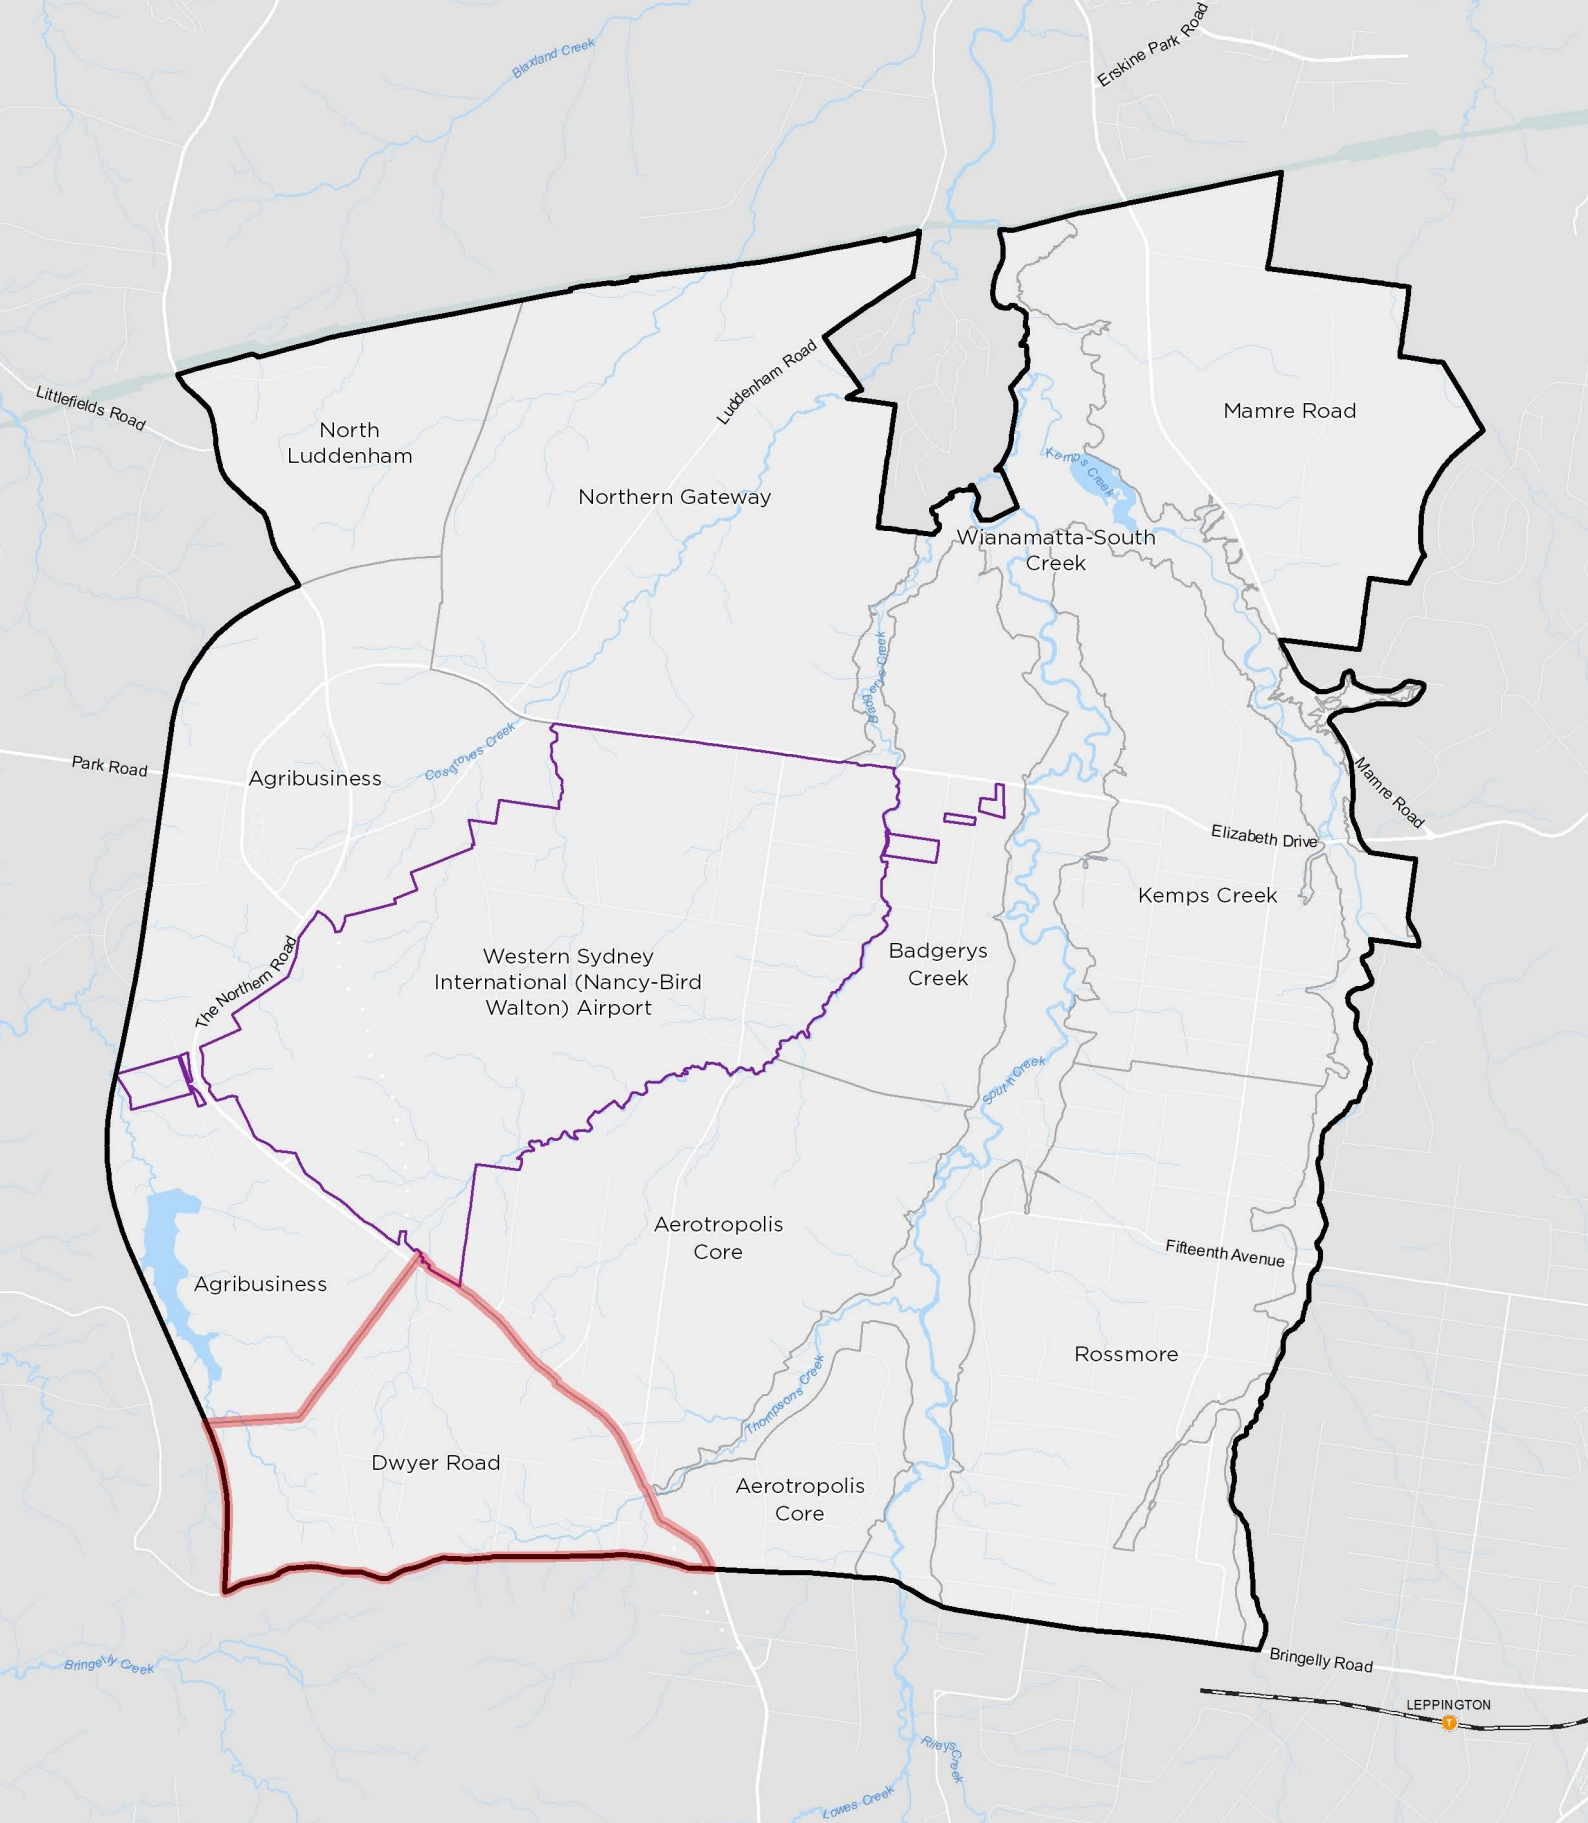 Blaxland Creek
Erskine Park Road
Littlefields Road
North
Luddenham
Luddenham Road
Mamre Road
Northern Gateway
Kemps Creek
Wianamatta-South
Creek
Badgerys Creek
Park Road
Agribusiness
Cosgroves Creek
Mamre Road
Elizabeth Drive
Kemps Creek
The Northern Road
Western Sydney
International (Nancy-Bird
Walton) Airport
Badgerys
Creek
South Creek
Aerotropolis
Core
Agribusiness
Fifteenth Avenue
Rossmore
Thompsons Creek
Dwyer Road
Aerotropolis
Core
Bringelly Creek
Bringelly Road
LEPPINGTON
T
Rileys Creek
Lowes Creek